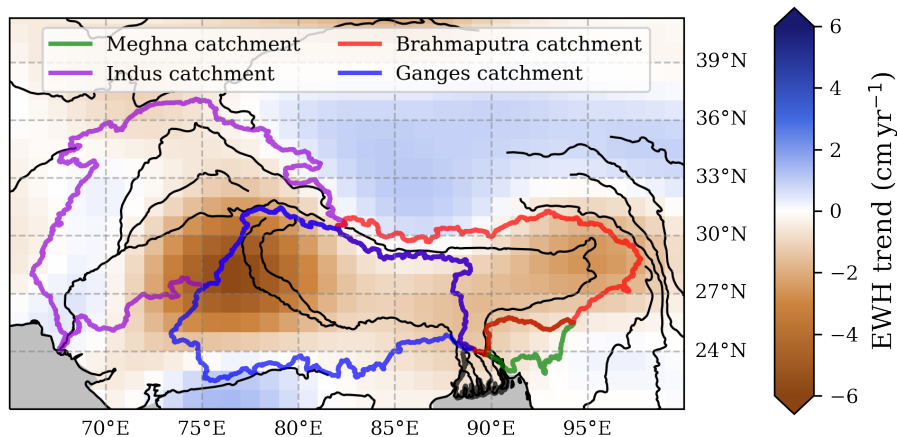 Meghna catchment
Indus catchment
Brahmaputra catchment
Ganges catchment
39°N
36°N
33°N
30°N
27°N
24°N
70°E 75°E 80°E 85°E 90°E 95°E
6
4
2
0
−2
−4
−6
EWH trend (cm yr⁻¹)